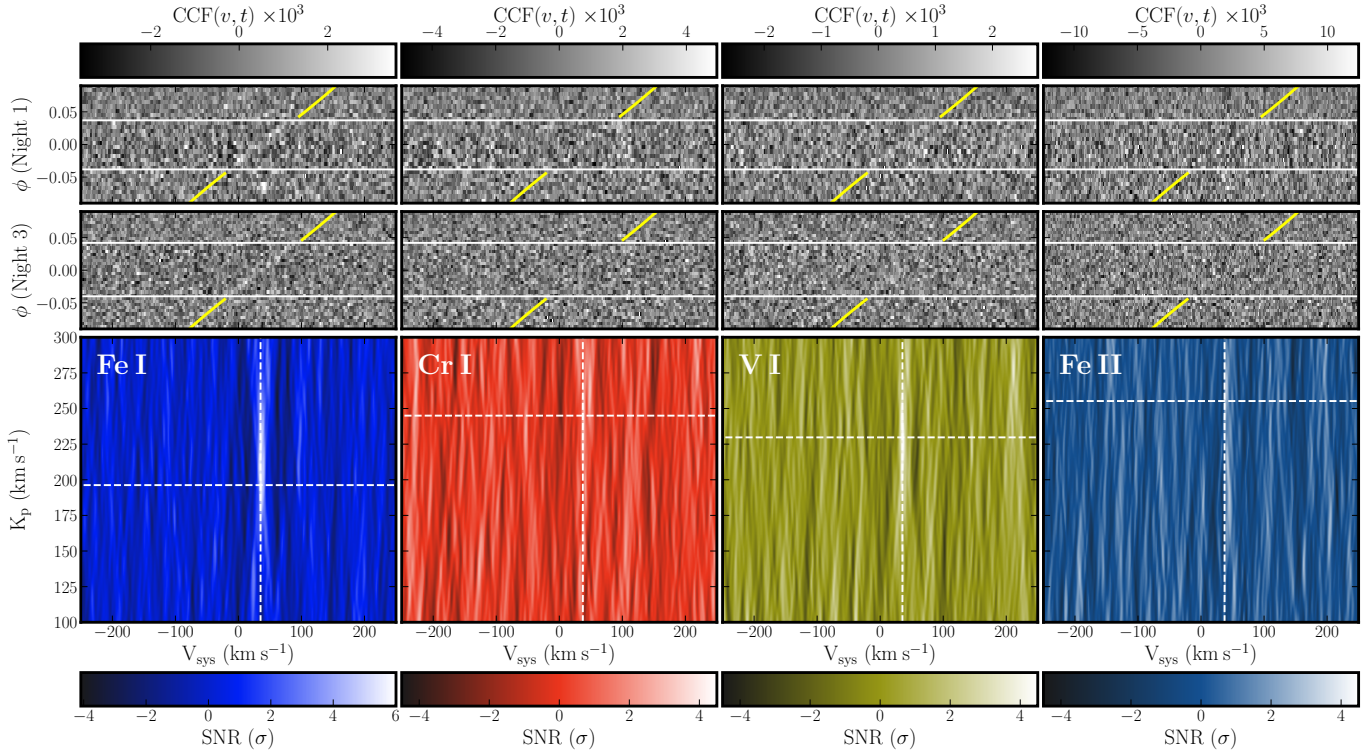 CCF(v, t) ×10³ CCF(v, t) ×10³ CCF(v, t) ×10³ CCF(v, t) ×10³
−2 0 2 −4 −2 0 2 4 −2 −1 0 1 2 −10 −5 0 5 10
ϕ (Night 1)
0.05
0.00
−0.05
ϕ (Night 3)
0.05
0.00
−0.05
K_p (km s⁻¹)
300
275
250
225
200
175
150
125
100
Fe I Cr I V I Fe II
−200 −100 0 100 200 −200 −100 0 100 200 −200 −100 0 100 200 −200 −100 0 100 200
V_sys (km s⁻¹) V_sys (km s⁻¹) V_sys (km s⁻¹) V_sys (km s⁻¹)
−4 −2 0 2 4 6 −4 −2 0 2 4 −4 −2 0 2 4 −4 −2 0 2 4
SNR (σ) SNR (σ) SNR (σ) SNR (σ)